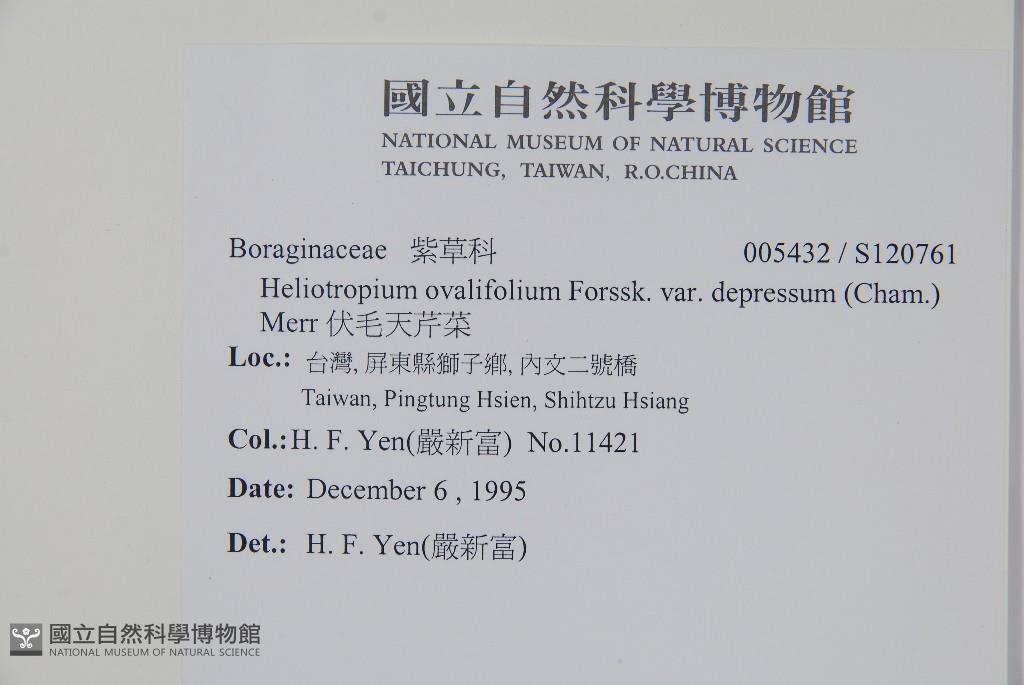 國立自然科學博物館
NATIONAL MUSEUM OF NATURAL SCIENCE
TAICHUNG, TAIWAN, R.O.CHINA
Boraginaceae 紫草科 005432 / S120761
Heliotropium ovalifolium Forssk. var. depressum (Cham.)
Merr 伏毛天芹菜
Loc.: 台灣, 屏東縣獅子鄉, 內文二號橋
Taiwan, Pingtung Hsien, Shihtzu Hsiang
Col.: H. F. Yen(嚴新富) No.11421
Date: December 6 , 1995
Det.: H. F. Yen(嚴新富)
國立自然科學博物館
NATIONAL MUSEUM OF NATURAL SCIENCE